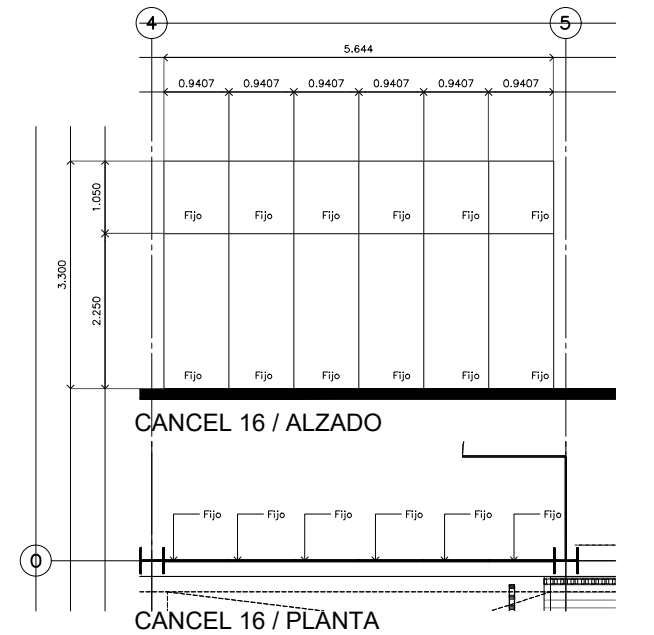 4 5
5.644
0.9407 0.9407 0.9407 0.9407 0.9407 0.9407
1.050
Fijo Fijo Fijo Fijo Fijo Fijo
3.300
2.250
Fijo Fijo Fijo Fijo Fijo Fijo
CANCEL 16 / ALZADO
Fijo Fijo Fijo Fijo Fijo Fijo
0
CANCEL 16 / PLANTA